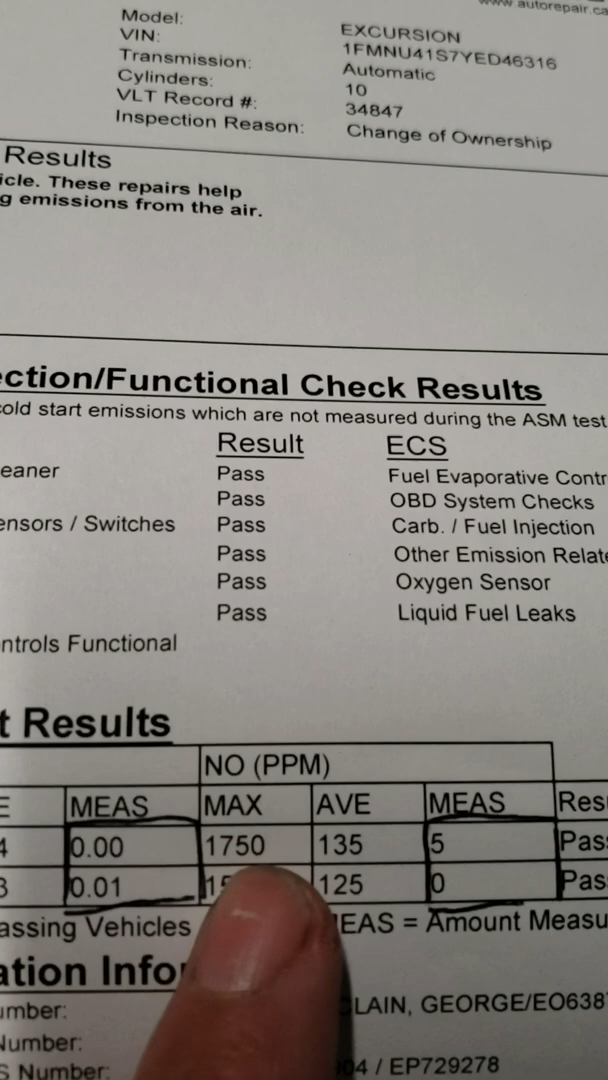 www.autorepair.ca
Model: EXCURSION
VIN: 1FMNU41S7YED46316
Transmission: Automatic
Cylinders: 10
VLT Record #: 34847
Inspection Reason: Change of Ownership
Results
icle. These repairs help
g emissions from the air.
ction/Functional Check Results
cold start emissions which are not measured during the ASM test
Result ECS
eaner Pass Fuel Evaporative Contr
Pass OBD System Checks
ensors / Switches Pass Carb. / Fuel Injection
Pass Other Emission Relate
Pass Oxygen Sensor
Pass Liquid Fuel Leaks
ntrols Functional
t Results
NO (PPM)
E MEAS MAX AVE MEAS Res
4 0.00 1750 135 5 Pas
3 0.01 125 0 Pas
assing Vehicles MEAS = Amount Measu
ation Info
umber: LAIN, GEORGE/EO638
Number:
S Number: 04 / EP729278